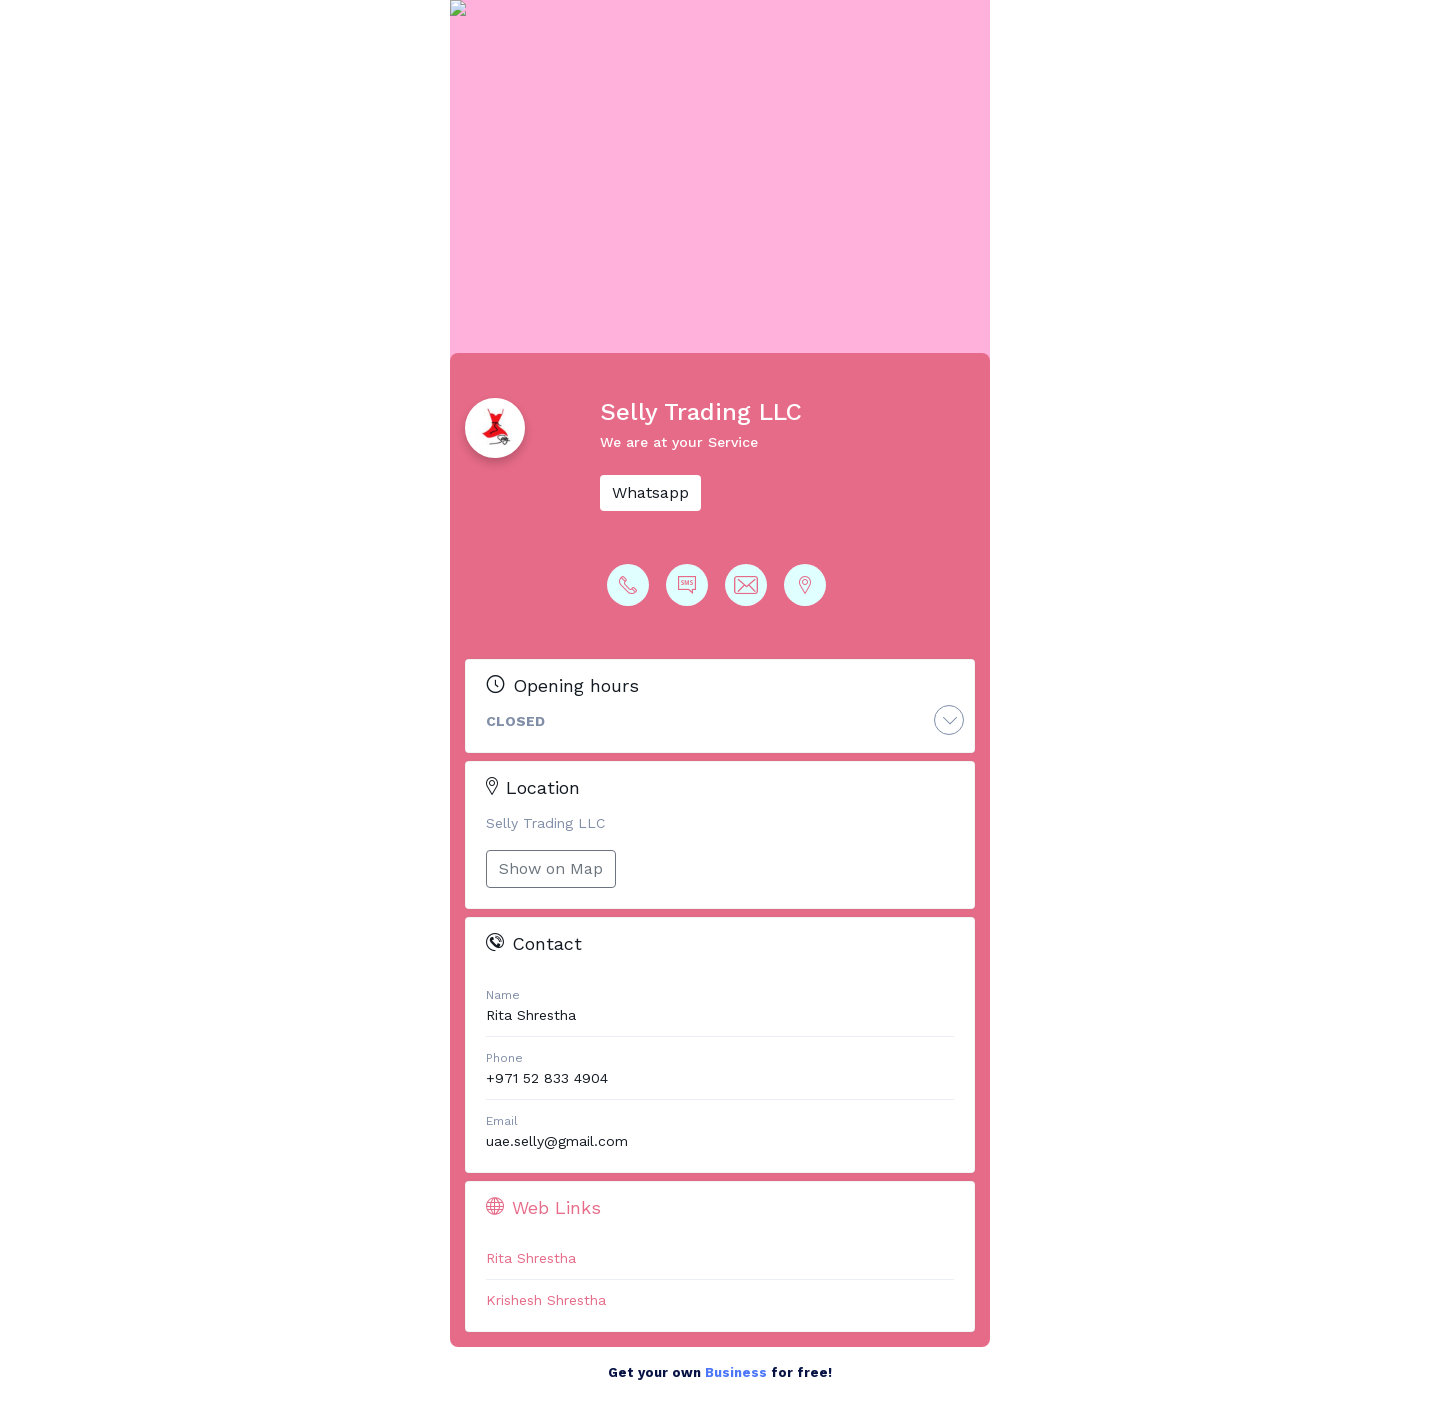 Selly Trading LLC
We are at your Service
Whatsapp
SMS
Opening hours
CLOSED
Location
Selly Trading LLC
Show on Map
Contact
Name
Rita Shrestha
Phone
+971 52 833 4904
Email
uae.selly@gmail.com
Web Links
Rita Shrestha
Krishesh Shrestha
Get your own Business for free!